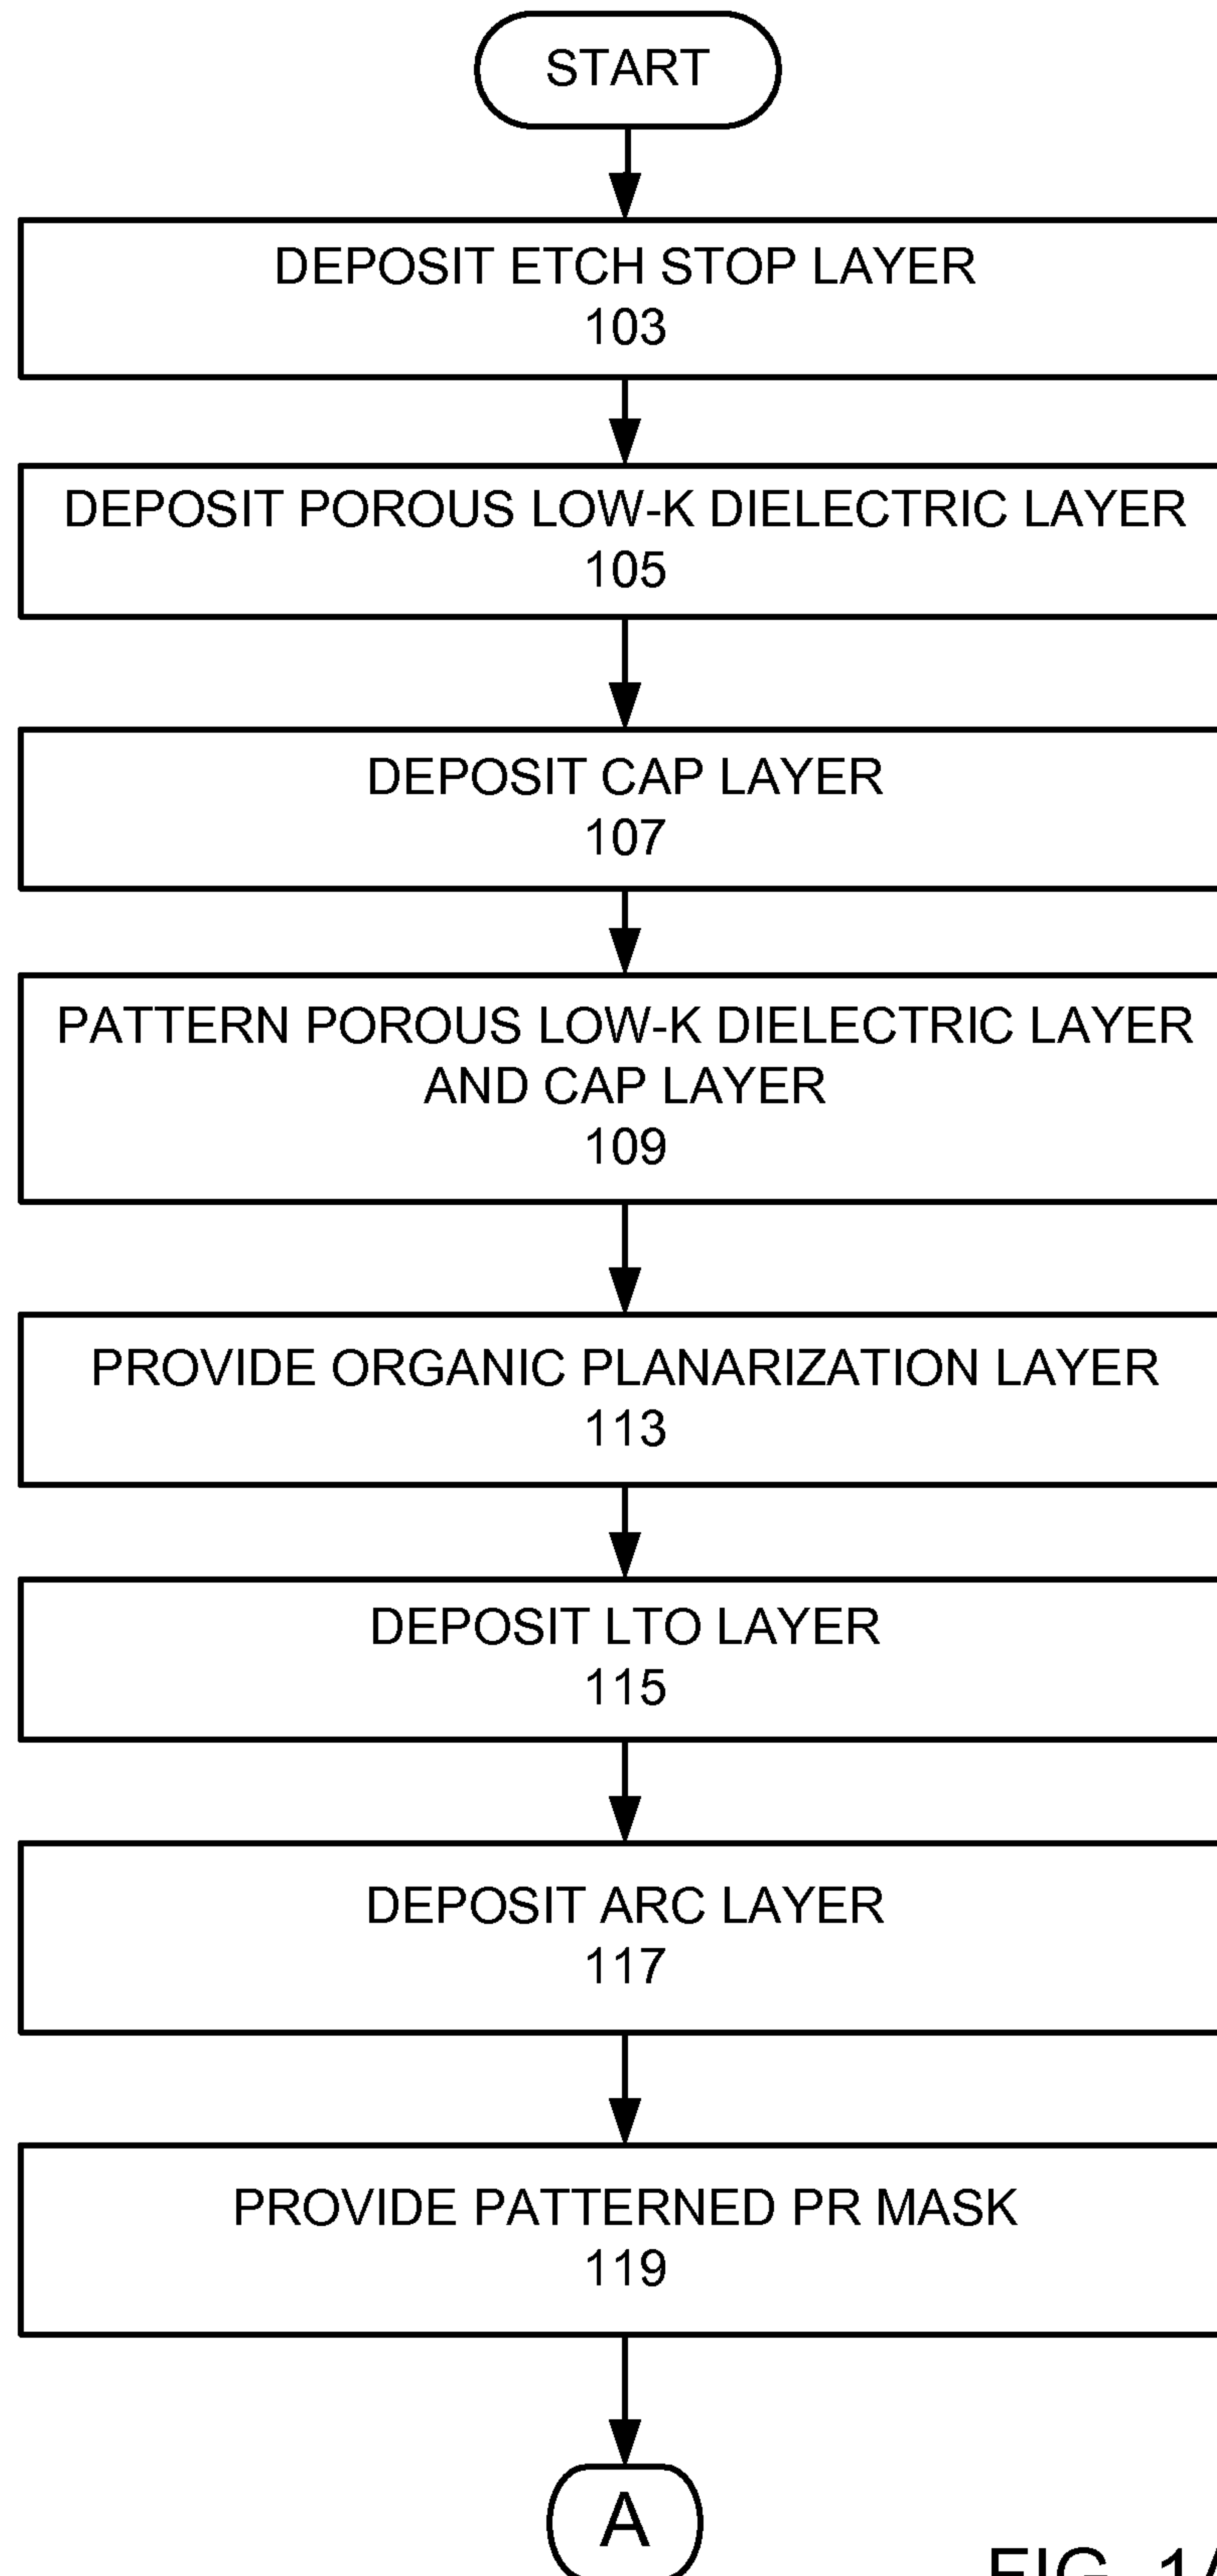 START
DEPOSIT ETCH STOP LAYER
103
DEPOSIT POROUS LOW-K DIELECTRIC LAYER
105
DEPOSIT CAP LAYER
107
PATTERN POROUS LOW-K DIELECTRIC LAYER
AND CAP LAYER
109
PROVIDE ORGANIC PLANARIZATION LAYER
113
DEPOSIT LTO LAYER
115
DEPOSIT ARC LAYER
117
PROVIDE PATTERNED PR MASK
119
A
FIG. 1A